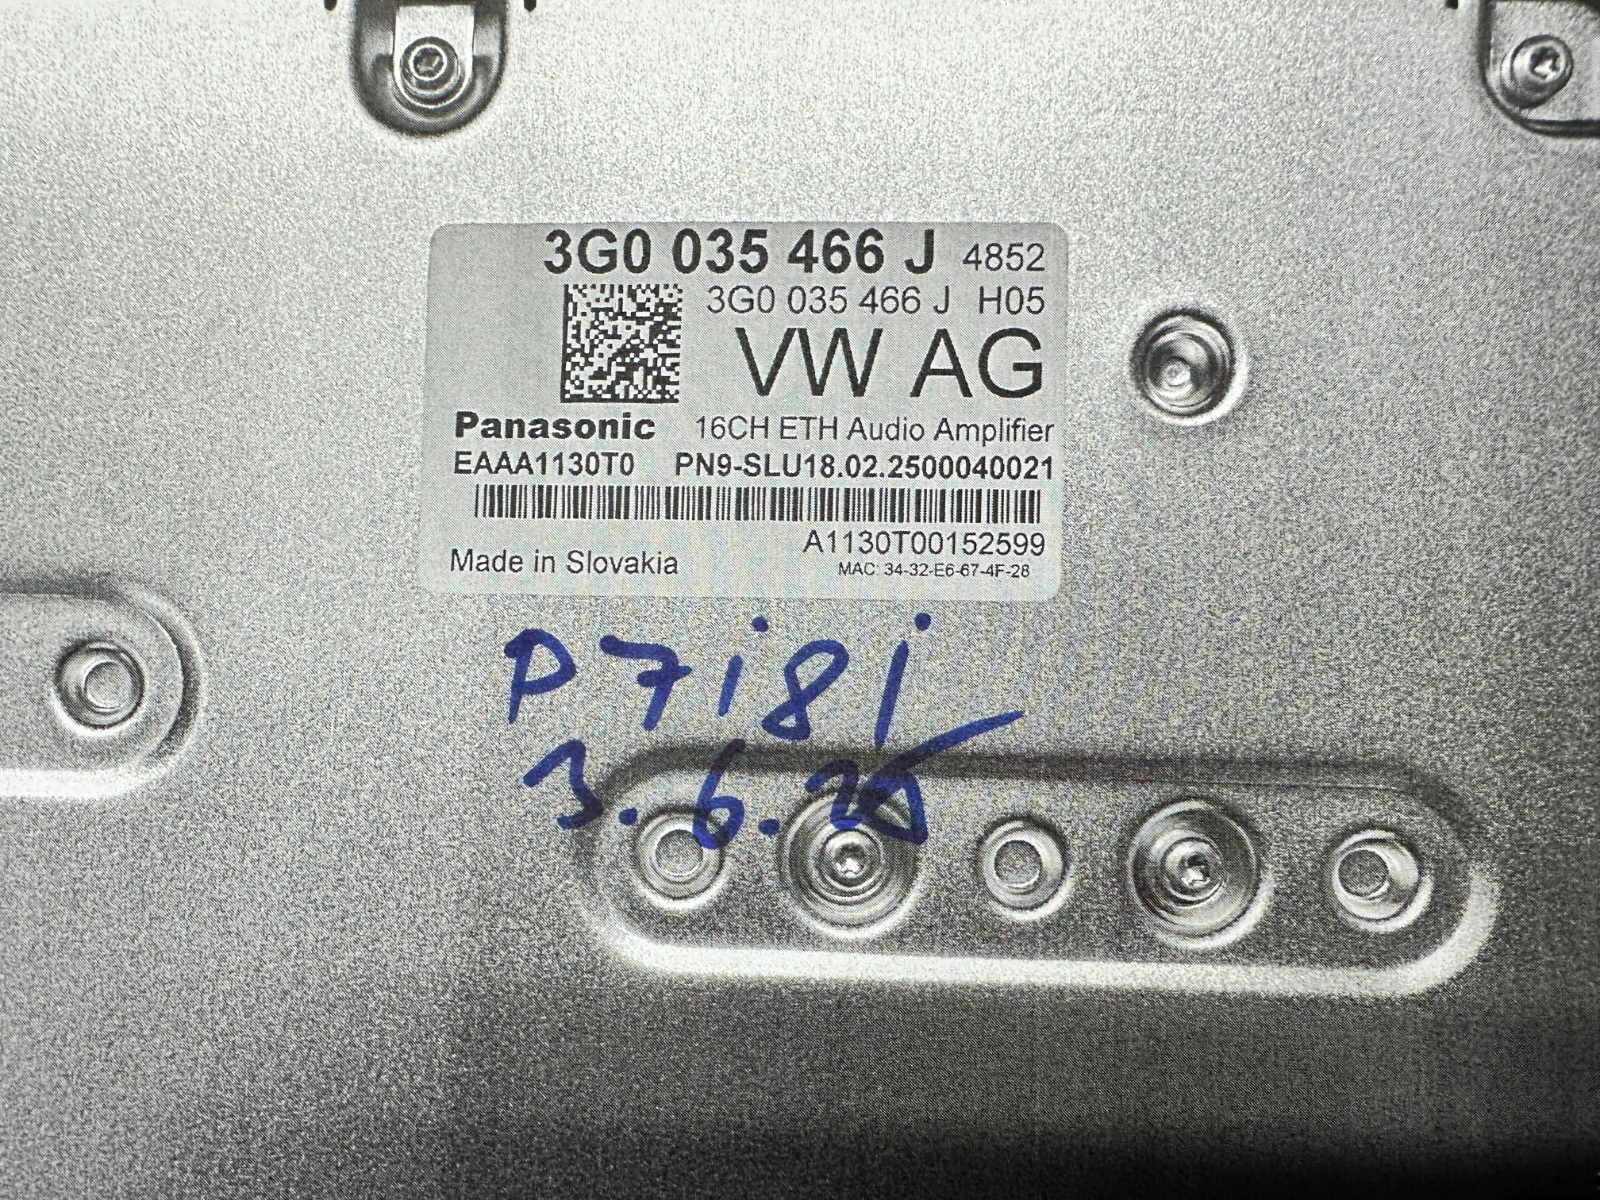 3G0 035 466 J 4852
3G0 035 466 J H05
VW AG
Panasonic 16CH ETH Audio Amplifier
EAAA1130T0 PN9-SLU18.02.2500040021
A1130T00152599
Made in Slovakia
MAC: 34-32-E6-67-4F-28
P7i8i
3.6.25